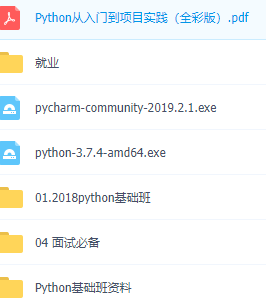 Python从入门到项目实践（全彩版）.pdf
就业
pycharm-community-2019.2.1.exe
python-3.7.4-amd64.exe
01.2018python基础班
04 面试必备
Python基础班资料